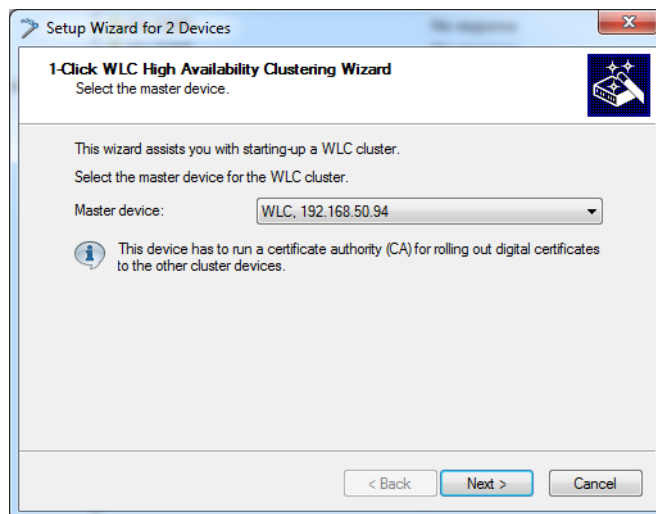 Setup Wizard for 2 Devices
1-Click WLC High Availability Clustering Wizard
Select the master device.
This wizard assists you with starting-up a WLC cluster.
Select the master device for the WLC cluster.
Master device:
WLC, 192.168.50.94
This device has to run a certificate authority (CA) for rolling out digital certificates
to the other cluster devices.
< Back
Next >
Cancel